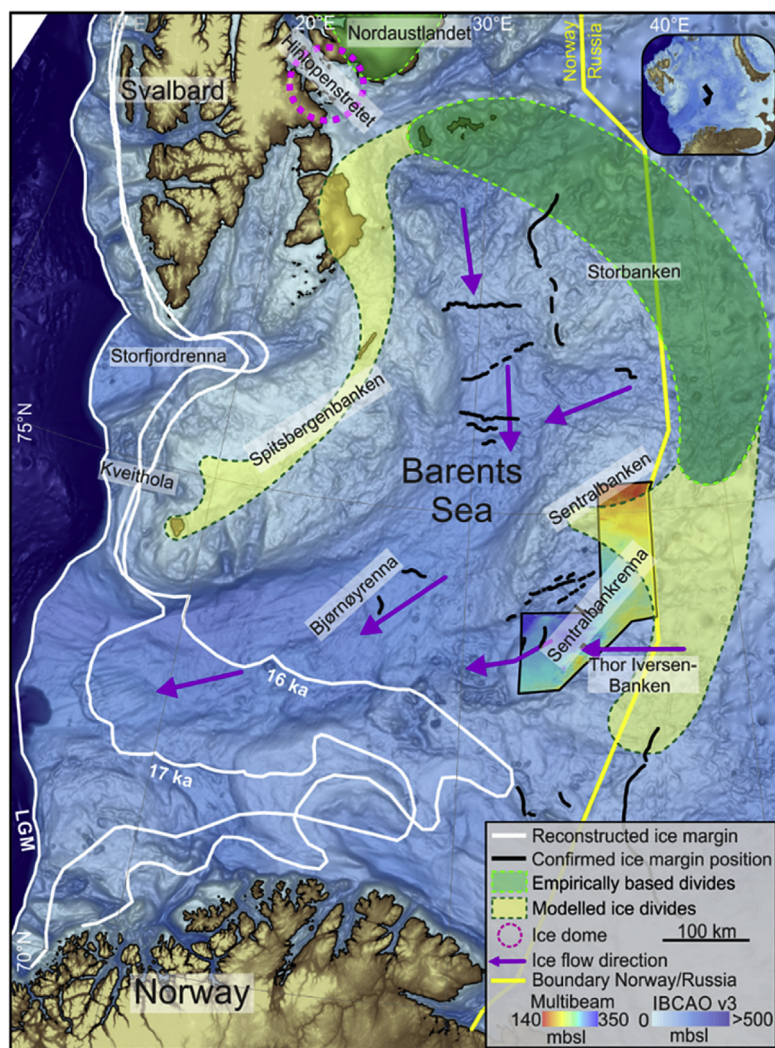 20°E
30°E
40°E
Nordaustlandet
Hinlopenstretet
Svalbard
Norway
Russia
Storbanken
Storfjordrenna
75°N
Spitsbergenbanken
Kveithola
Barents
Sea
Sentralbanken
Bjørnøyrenna
Sentralbankrenna
Thor Iversen-
Banken
16 ka
17 ka
LGM
70°N
Norway
Reconstructed ice margin
Confirmed ice margin position
Empirically based divides
Modelled ice divides
Ice dome
100 km
Ice flow direction
Boundary Norway/Russia
Multibeam
IBCAO v3
140
350
0
>500
mbsl
mbsl